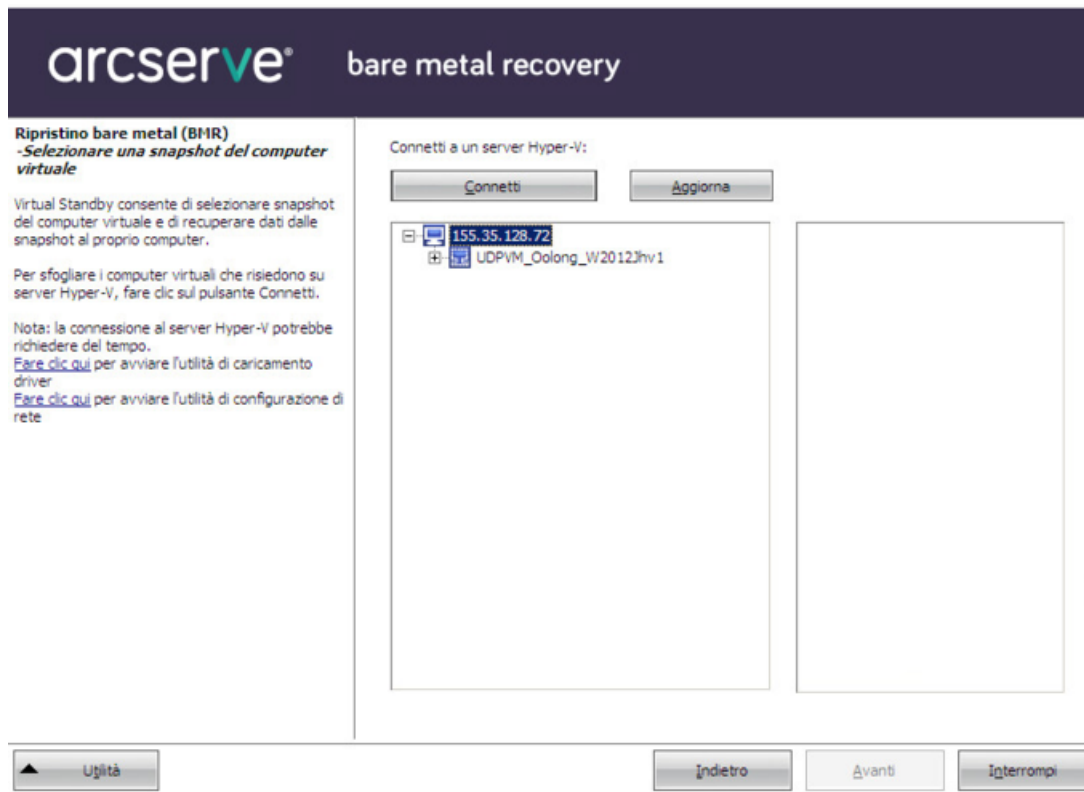 arcserve® bare metal recovery
Ripristino bare metal (BMR)
-Selezionare una snapshot del computer
virtuale
Virtual Standby consente di selezionare snapshot
del computer virtuale e di recuperare dati dalle
snapshot al proprio computer.
Per sfogliare i computer virtuali che risiedono su
server Hyper-V, fare clic sul pulsante Connetti.
Nota: la connessione al server Hyper-V potrebbe
richiedere del tempo.
Fare clic qui per avviare l'utilità di caricamento
driver
Fare clic qui per avviare l'utilità di configurazione di
rete
Connetti a un server Hyper-V:
Connetti Aggiorna
155.35.128.72
UDPVM_Oolong_W2012Jhv1
Utilità Indietro Avanti Interrompi